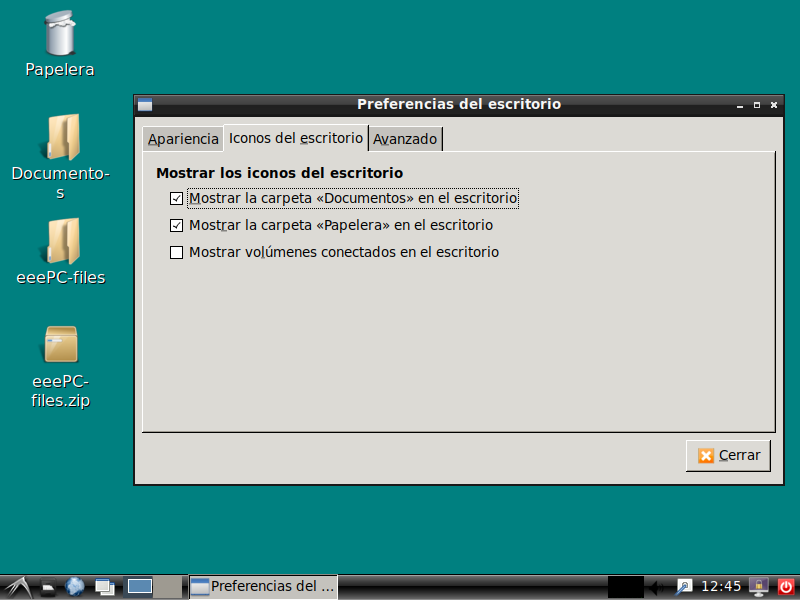 Papelera
Documento-
s
eeePC-files
eeePC-
files.zip
Preferencias del escritorio
Apariencia
Iconos del escritorio
Avanzado
Mostrar los iconos del escritorio
Mostrar la carpeta «Documentos» en el escritorio
Mostrar la carpeta «Papelera» en el escritorio
Mostrar volúmenes conectados en el escritorio
Cerrar
Preferencias del ...
12:45